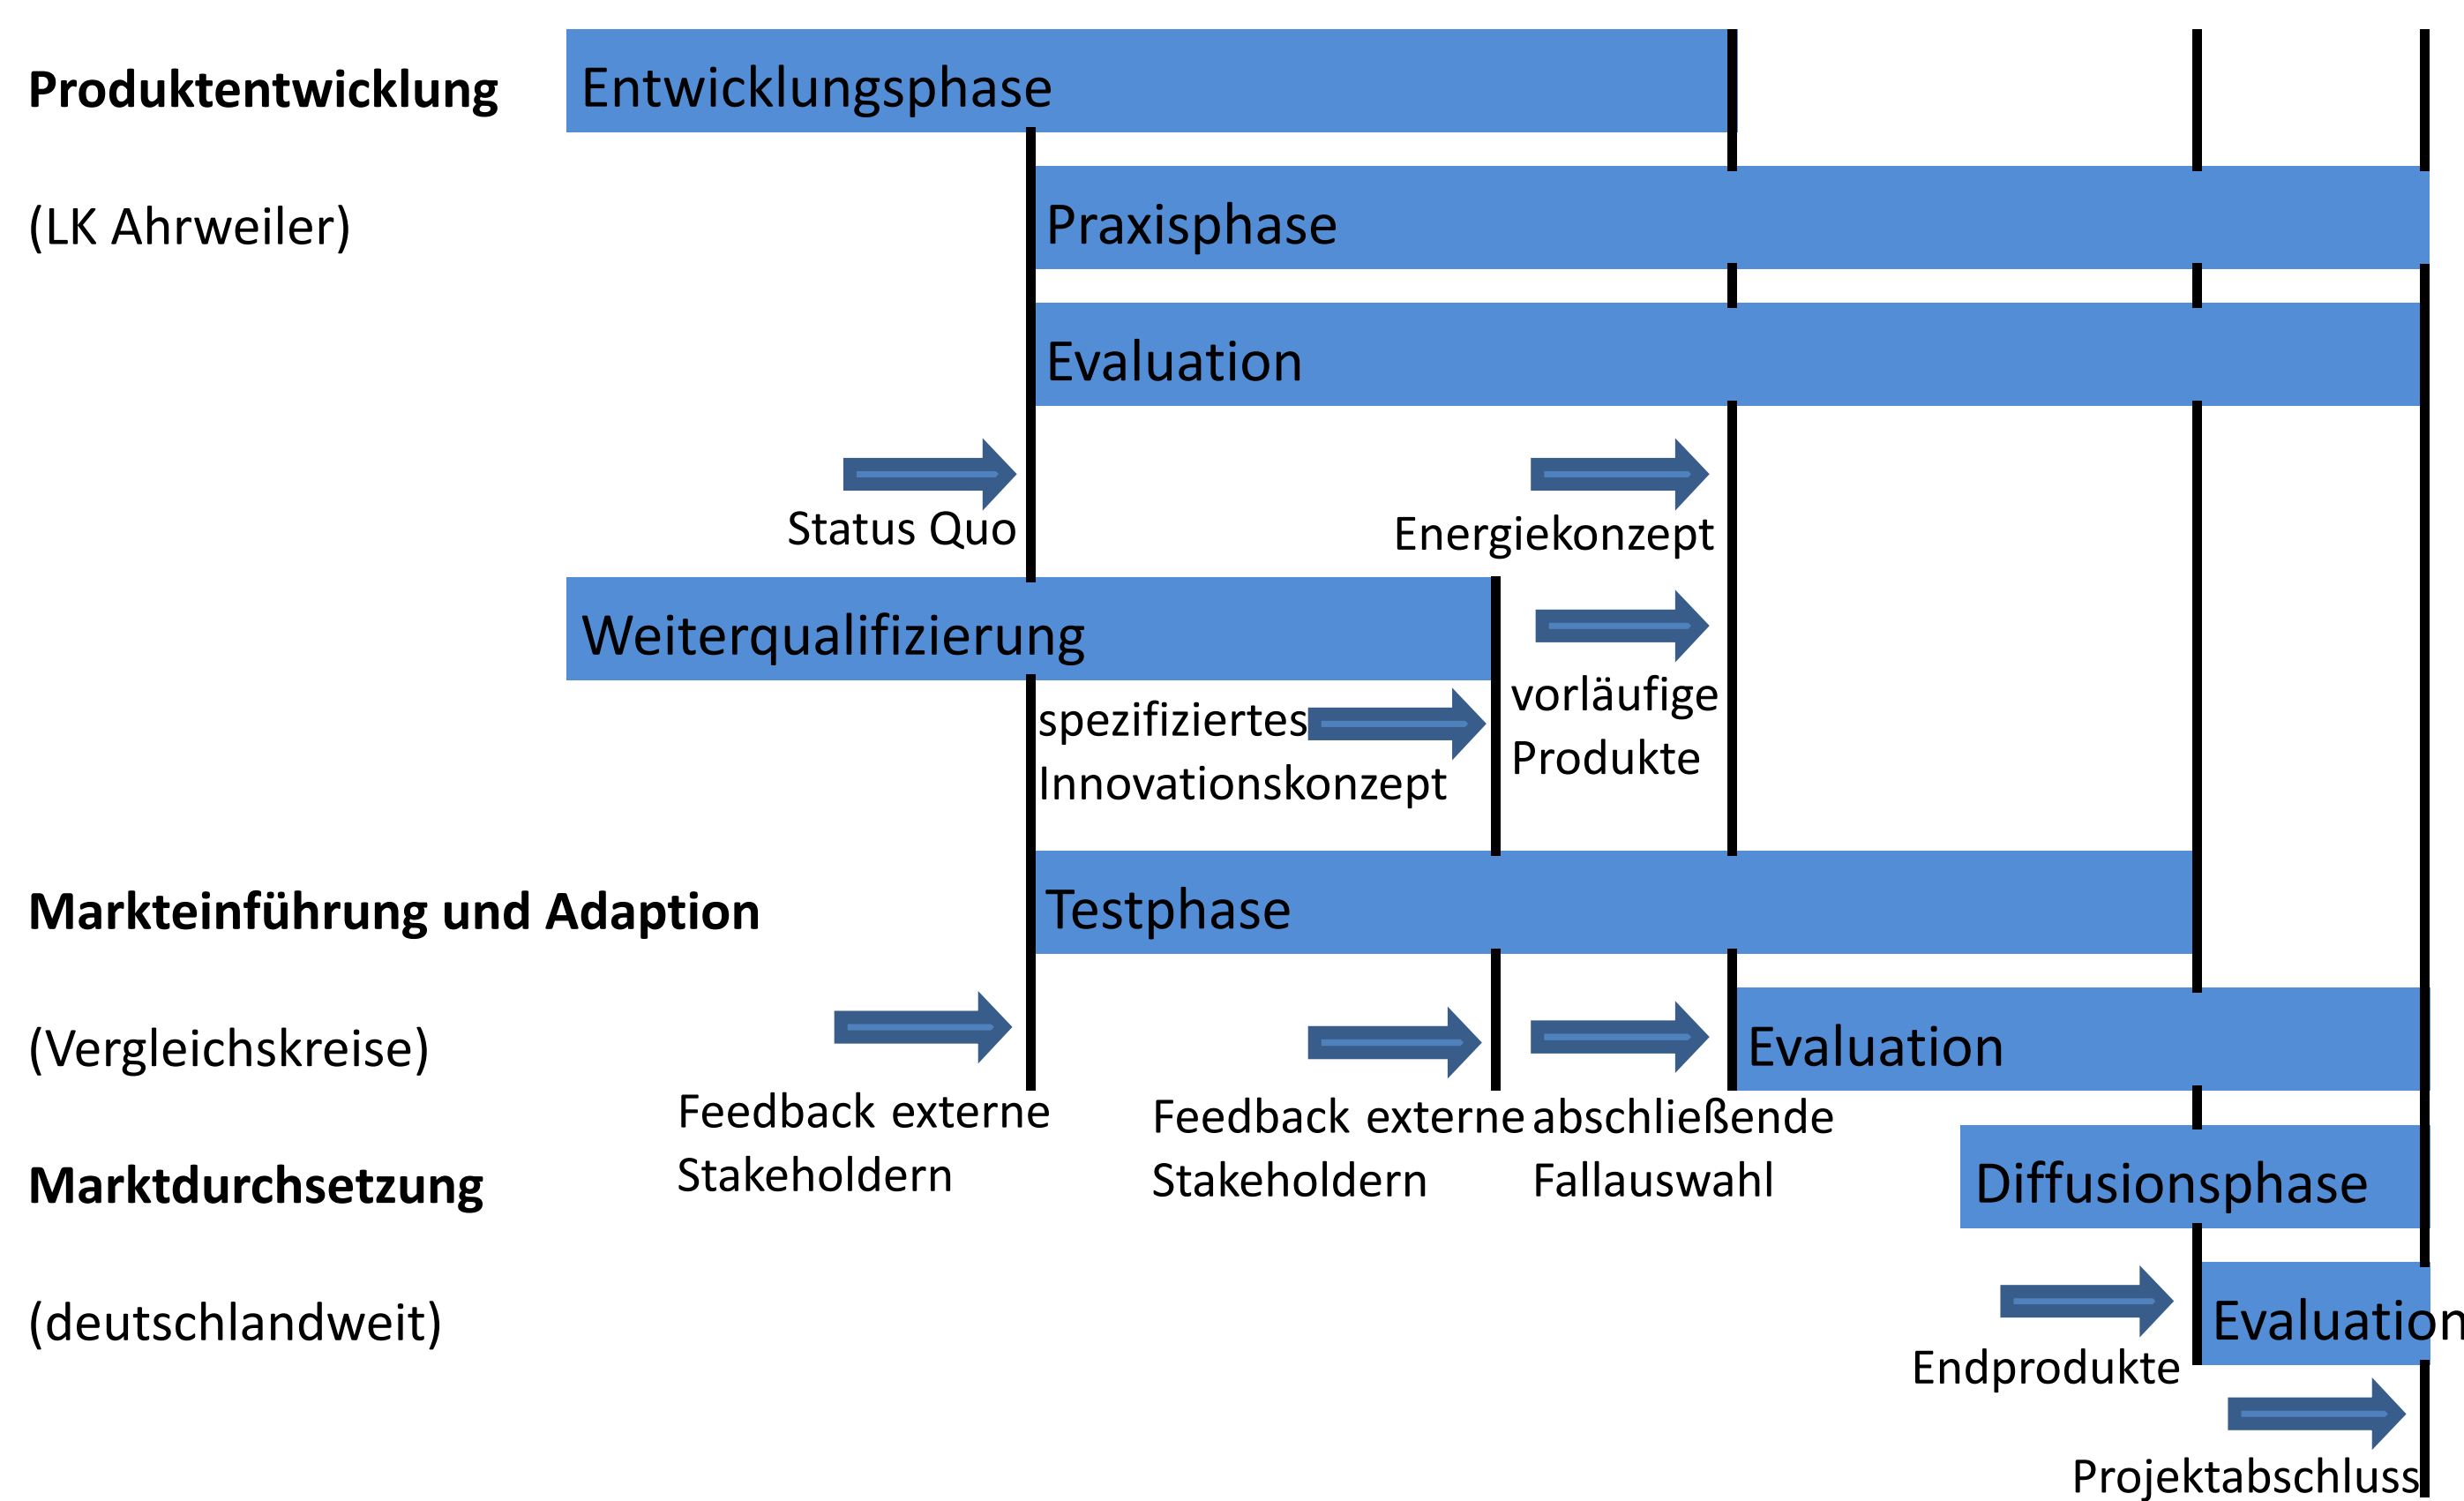 Produktentwicklung
Entwicklungsphase
(LK Ahrweiler)
Praxisphase
Evaluation
Status Quo
Energiekonzept
Weiterqualifizierung
spezifiziertes
Innovationskonzept
vorläufige
Produkte
Markteinführung und Adaption
Testphase
(Vergleichskreise)
Evaluation
Feedback externe
Stakeholdern
Feedback externe
Stakeholdern
abschließende
Fallauswahl
Marktdurchsetzung
Diffusionsphase
(deutschlandweit)
Evaluation
Endprodukte
Projektabschluss